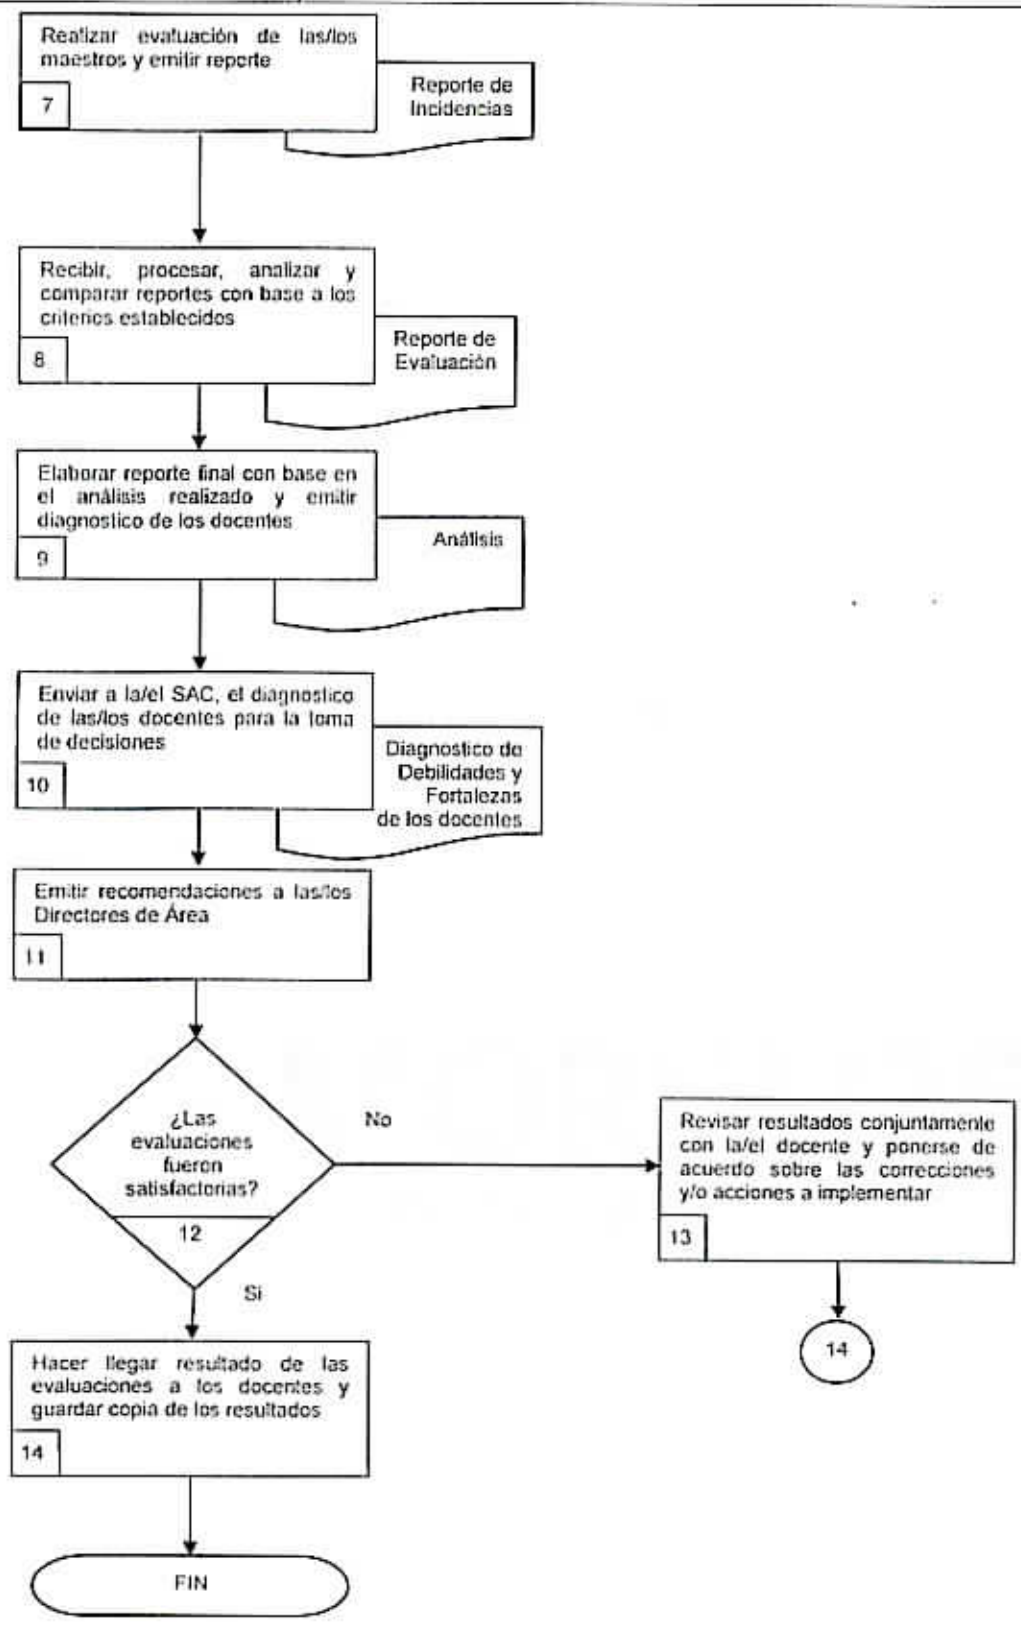 Realizar evaluación de las/los
maestros y emitir reporte
7
Reporte de
Incidencias
Recibir, procesar, analizar y
comparar reportes con base a los
criterios establecidos
8
Reporte de
Evaluación
Elaborar reporte final con base en
el análisis realizado y emitir
diagnostico de los docentes
9
Análisis
Enviar a la/el SAC, el diagnostico
de las/los docentes para la toma
de decisiones
10
Diagnostico de
Debilidades y
Fortalezas
de los docentes
Emitir recomendaciones a las/los
Directores de Área
11
¿Las
evaluaciones
fueron
satisfactorias?
12
No
Revisar resultados conjuntamente
con la/el docente y ponerse de
acuerdo sobre las correcciones
y/o acciones a implementar
13
14
Si
Hacer llegar resultado de las
evaluaciones a los docentes y
guardar copia de los resultados
14
FIN